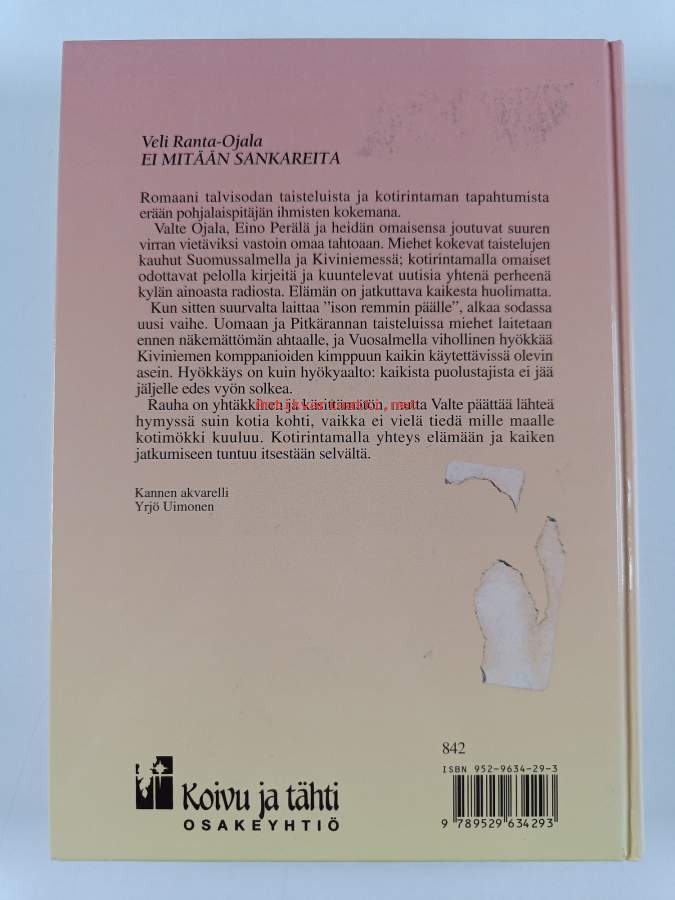 Veli Ranta-Ojala
EI MITÄÄN SANKAREITA
Romaani talvisodan taisteluista ja kotirintaman tapahtumista
erään pohjalaispitäjän ihmisten kokemana.
Valte Ojala, Eino Perälä ja heidän omaisensa joutuvat suuren
virran vietäviksi vastoin omaa tahtoaan. Miehet kokevat taistelujen
kauhut Suomussalmella ja Kiviniemessä; kotirintamalla omaiset
odottavat pelolla kirjeitä ja kuuntelevat uutisia yhtenä perheenä
kylän ainoasta radiosta. Elämän on jatkuttava kaikesta huolimatta.
Kun sitten suurvalta laittaa "ison remmin päälle", alkaa sodassa
uusi vaihe. Uomaan ja Pitkärannan taisteluissa miehet laitetaan
ennen näkemättömän ahtaalle, ja Vuosalmella vihollinen hyökkää
Kiviniemen komppanioiden kimppuun kaikin käytettävissä olevin
asein. Hyökkäys on kuin hyökyaalto: kaikista puolustajista ei jää
jäljelle edes vyön solkea.
Rauha on yhtäkkinen ja käsittämätön, mutta Valte päättää lähteä
hymyssä suin kotia kohti, vaikka ei vielä tiedä mille maalle
kotimökki kuuluu. Kotirintamalla yhteys elämään ja kaiken
jatkumiseen tuntuu itsestään selvältä.
Kannen akvarelli
Yrjö Uimonen
842
ISBN 952-9634-29-3
9 789529 634293
Koivu ja tähti
OSAKEYHTIÖ